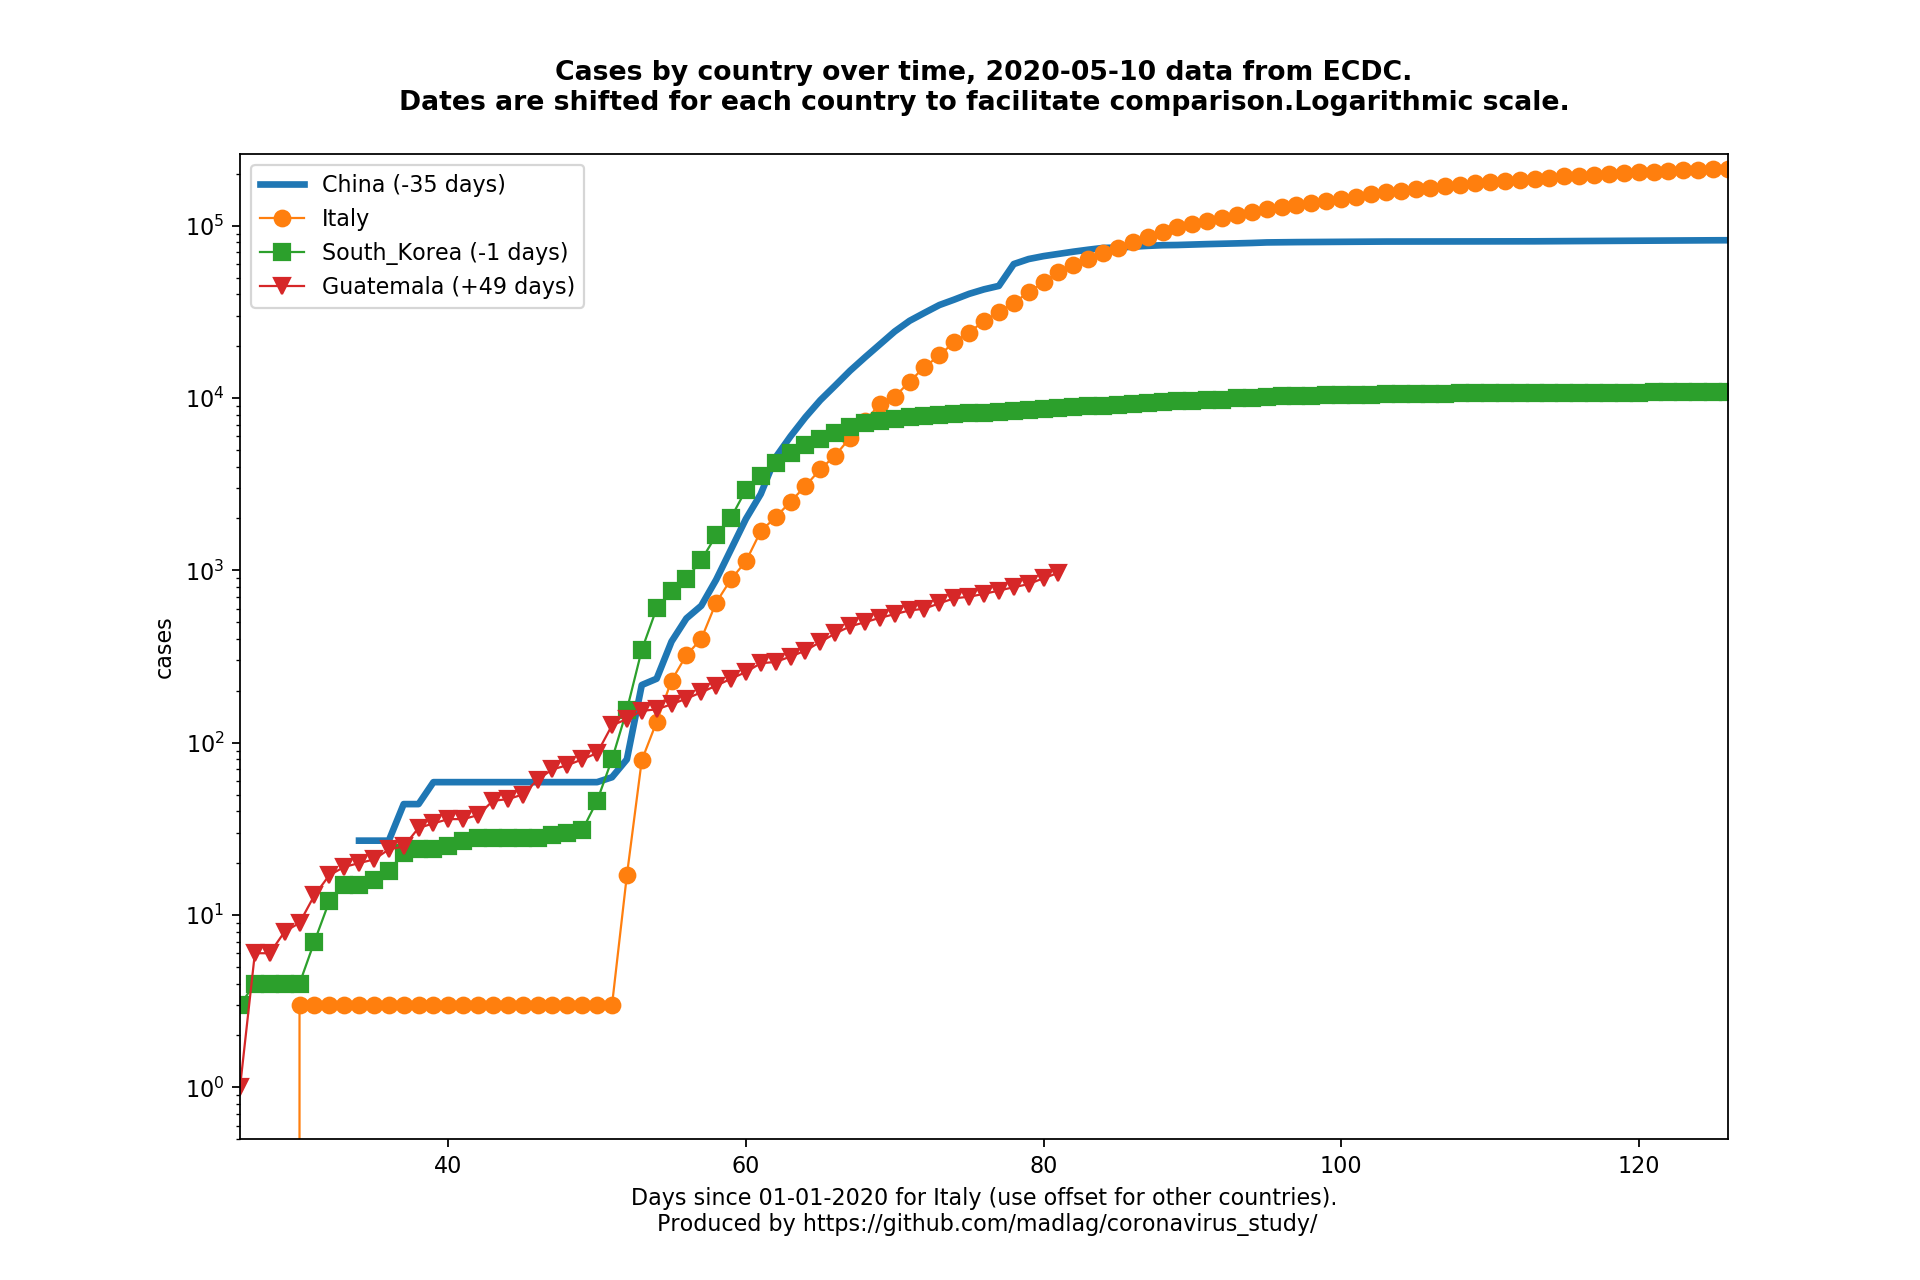 Cases by country over time, 2020-05-10 data from ECDC.
Dates are shifted for each country to facilitate comparison.Logarithmic scale.
China (-35 days)
Italy
South_Korea (-1 days)
Guatemala (+49 days)
10^5
10^4
10^3
10^2
10^1
10^0
cases
40 60 80 100 120
Days since 01-01-2020 for Italy (use offset for other countries).
Produced by https://github.com/madlag/coronavirus_study/